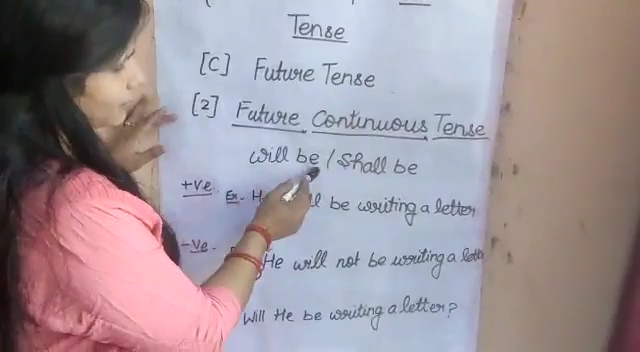 Tense
[C] Future Tense
[2] Future Continuous Tense
will be / Shall be
+ve. Ex- be writing a letter
-ve- He will not be writing a lett
Will He be writing a letter?